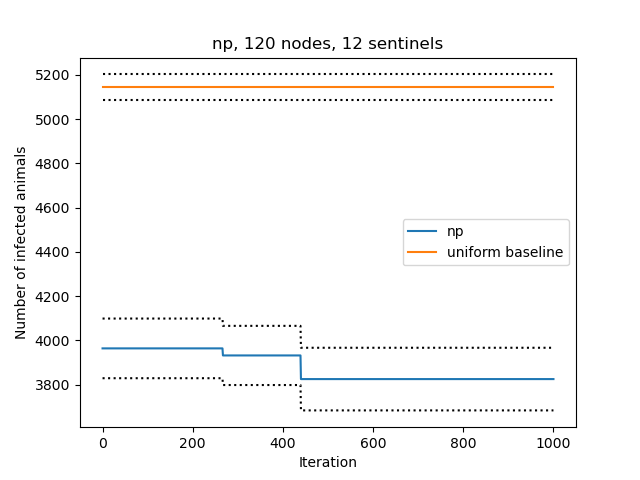 np, 120 nodes, 12 sentinels
Number of infected animals
5200
5000
4800
4600
4400
4200
4000
3800
np
uniform baseline
0 200 400 600 800 1000
Iteration